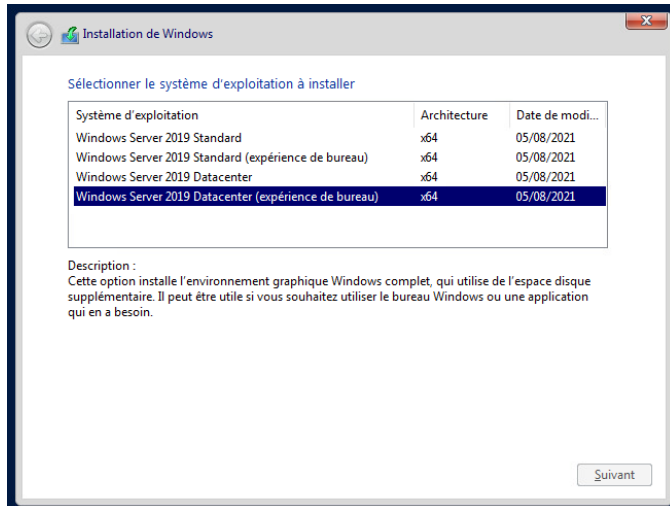 Installation de Windows
Sélectionner le système d'exploitation à installer
Système d'exploitation Architecture Date de modi...
Windows Server 2019 Standard x64 05/08/2021
Windows Server 2019 Standard (expérience de bureau) x64 05/08/2021
Windows Server 2019 Datacenter x64 05/08/2021
Windows Server 2019 Datacenter (expérience de bureau) x64 05/08/2021
Description :
Cette option installe l'environnement graphique Windows complet, qui utilise de l'espace disque
supplémentaire. Il peut être utile si vous souhaitez utiliser le bureau Windows ou une application
qui en a besoin.
Suivant